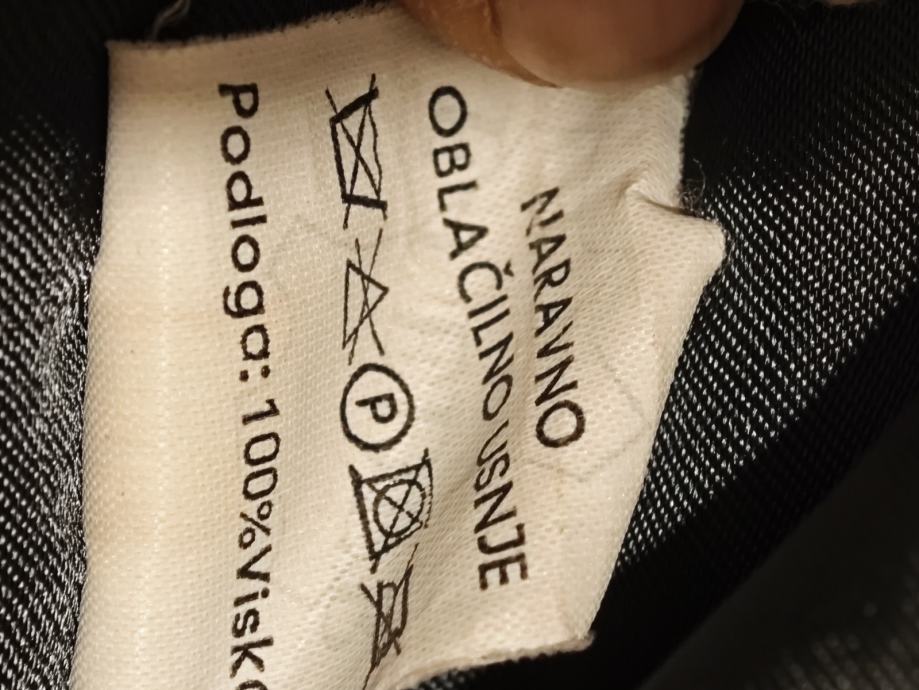 NARAVNO
OBLAČILNO USNJE
P
Podloga: 100%Visk